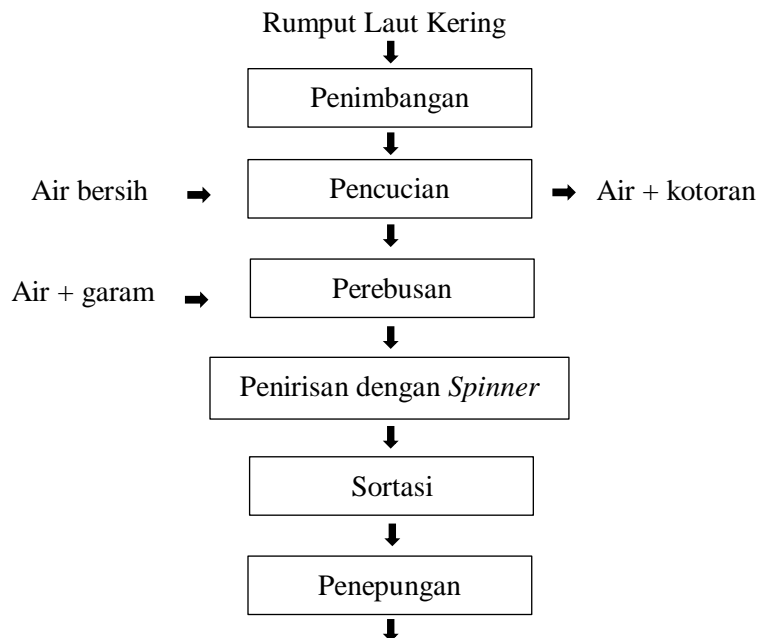 Rumput Laut Kering
Penimbangan
Air bersih
Pencucian
Air + kotoran
Air + garam
Perebusan
Penirisan dengan Spinner
Sortasi
Penepungan